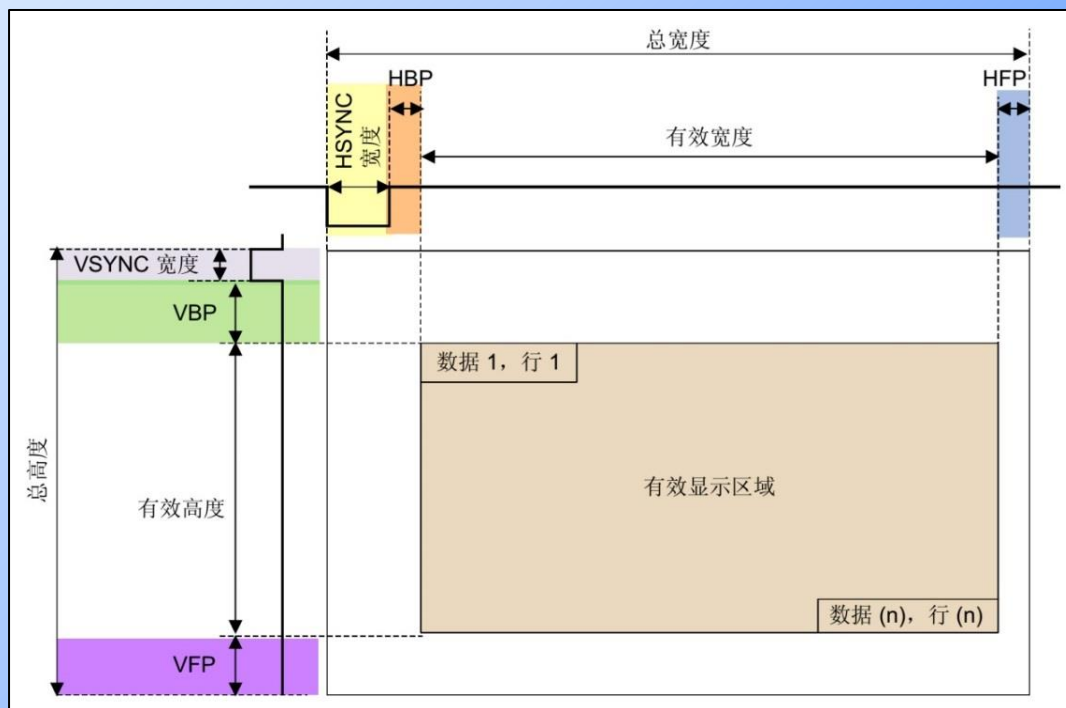 总宽度
HBP
HFP
HSYNC
宽度
有效宽度
VSYNC 宽度
VBP
数据 1，行 1
总高度
有效显示区域
有效高度
数据 (n)，行 (n)
VFP